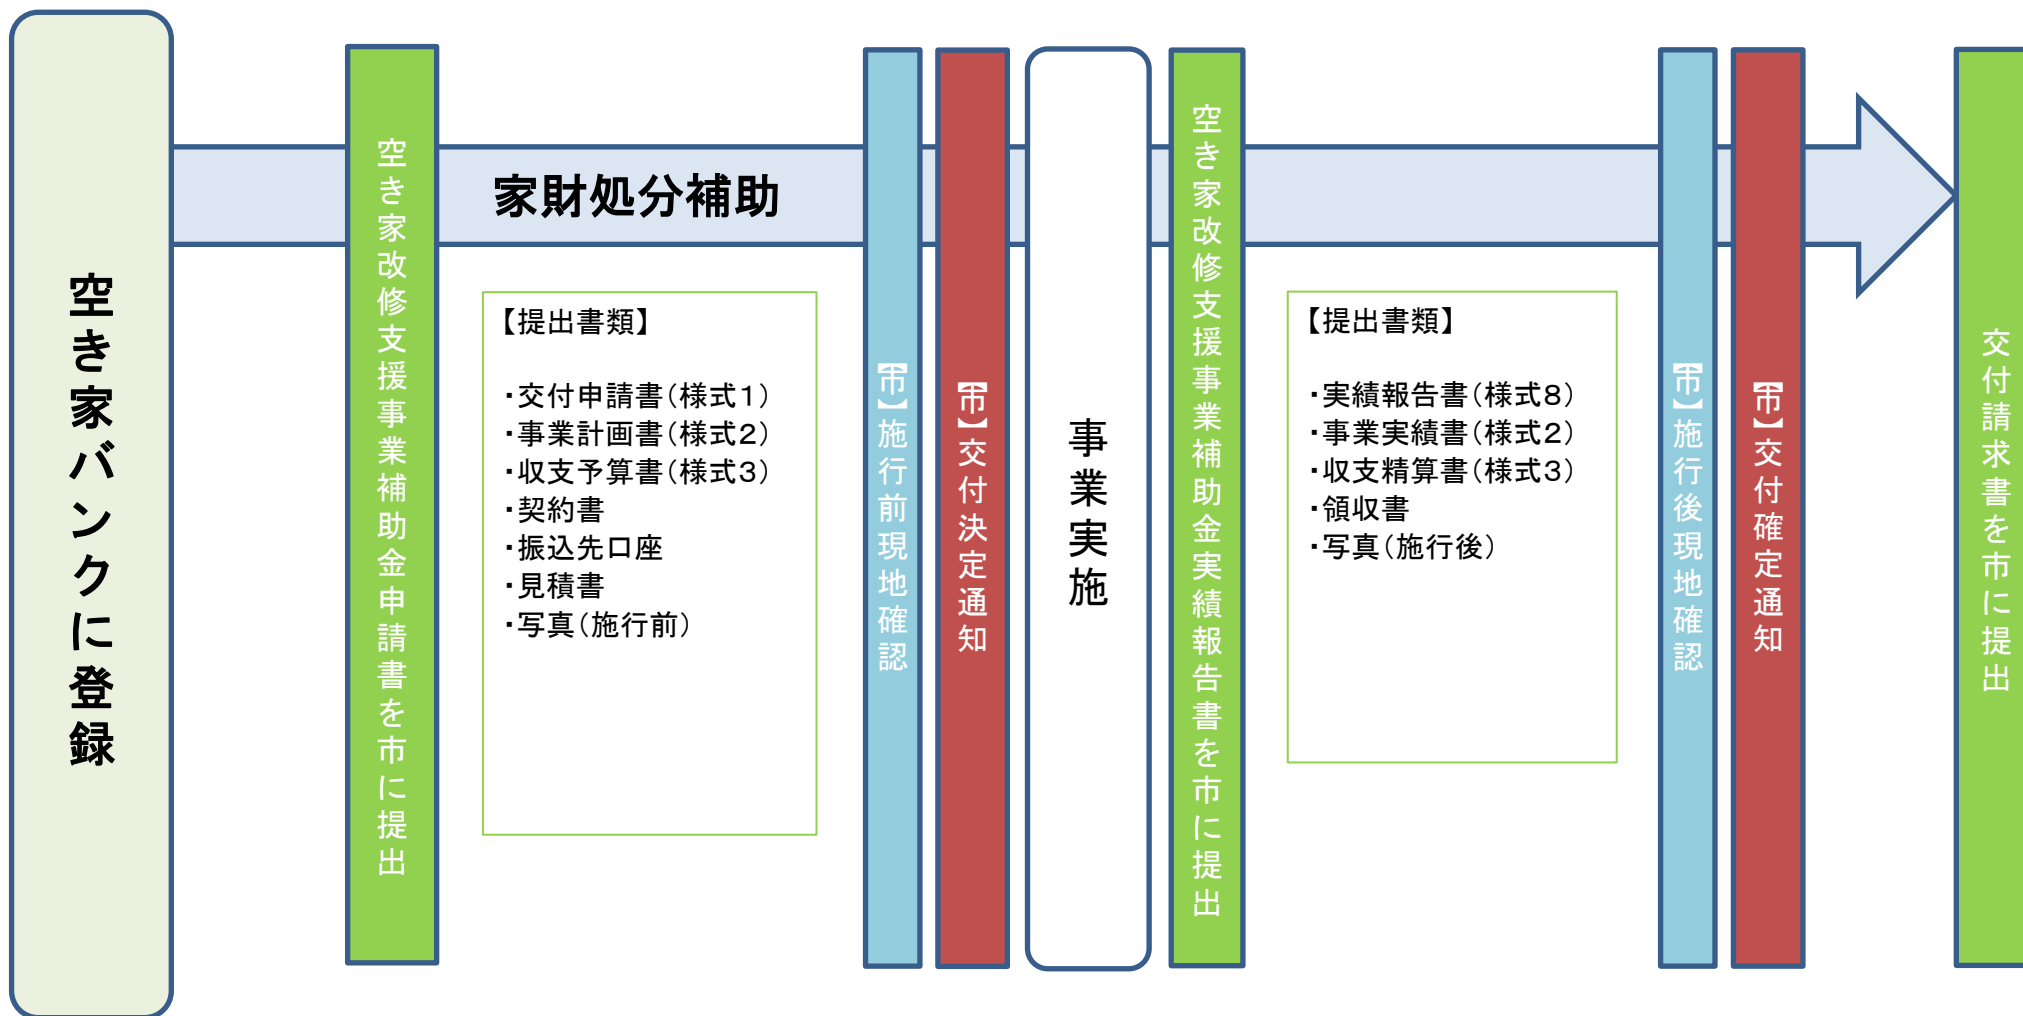 空き家バンクに登録
空き家改修支援事業補助金申請書を市に提出
家財処分補助
【提出書類】
・交付申請書（様式１）
・事業計画書（様式２）
・収支予算書（様式３）
・契約書
・振込先口座
・見積書
・写真（施行前）
【市】施行前現地確認
【市】交付決定通知
事業実施
空き家改修支援事業補助金実績報告書を市に提出
【提出書類】
・実績報告書（様式８）
・事業実績書（様式２）
・収支精算書（様式３）
・領収書
・写真（施行後）
【市】施行後現地確認
【市】交付確定通知
交付請求書を市に提出